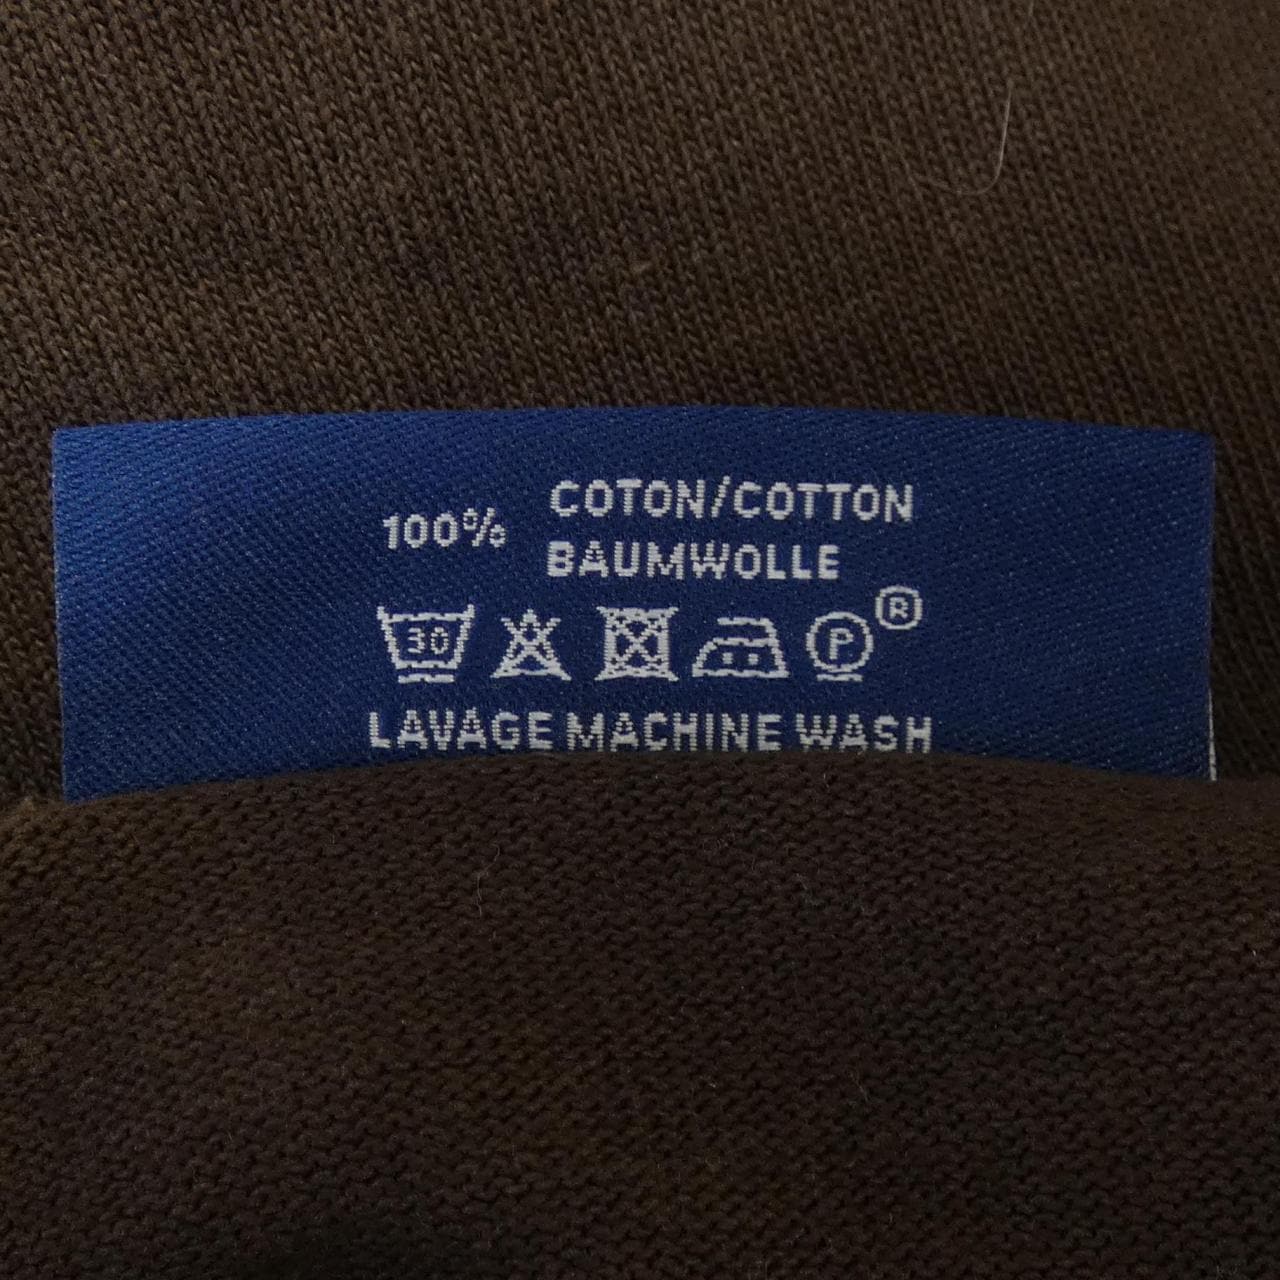 100% COTON/COTTON
BAUMWOLLE
30 P ®
LAVAGE MACHINE WASH